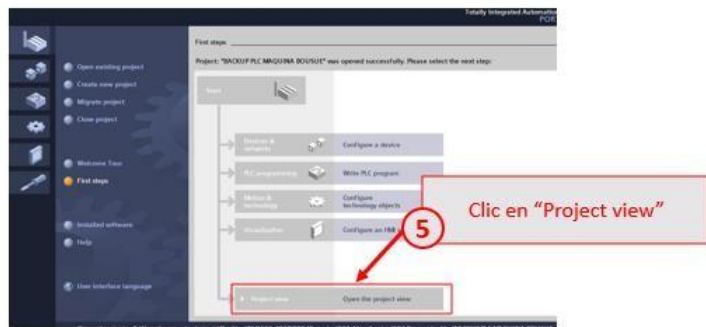 Totally Integrated Automation
PORTAL
First steps
Project: "BACKUP PLC MAQUINA BOUSUE" was opened successfully. Please select the next step:
Open existing project
Create new project
Migrate project
Close project
Welcome Tour
First steps
Installed software
Help
User interface language
Start
Devices & networks
Configure a device
PLC programming
Write PLC program
Motion & technology
Configure technology objects
Visualization
Configure an HMI
Project view
Open the project view
5
Clic en “Project view”